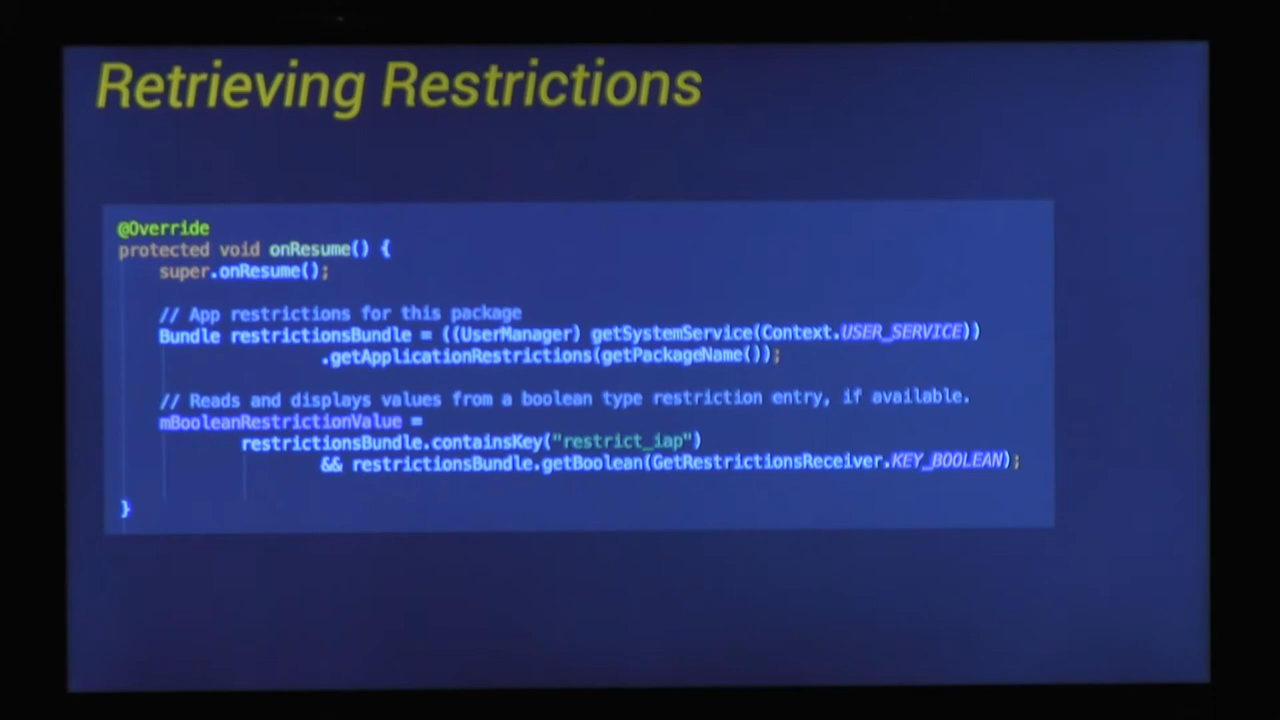 Retrieving Restrictions
@Override
protected void onResume() {
super.onResume();
// App restrictions for this package
Bundle restrictionsBundle = ((UserManager) getSystemService(Context.USER_SERVICE))
.getApplicationRestrictions(getPackageName());
// Reads and displays values from a boolean type restriction entry, if available.
mBooleanRestrictionValue =
restrictionsBundle.containsKey("restrict_iap")
&& restrictionsBundle.getBoolean(GetRestrictionsReceiver.KEY_BOOLEAN);
}